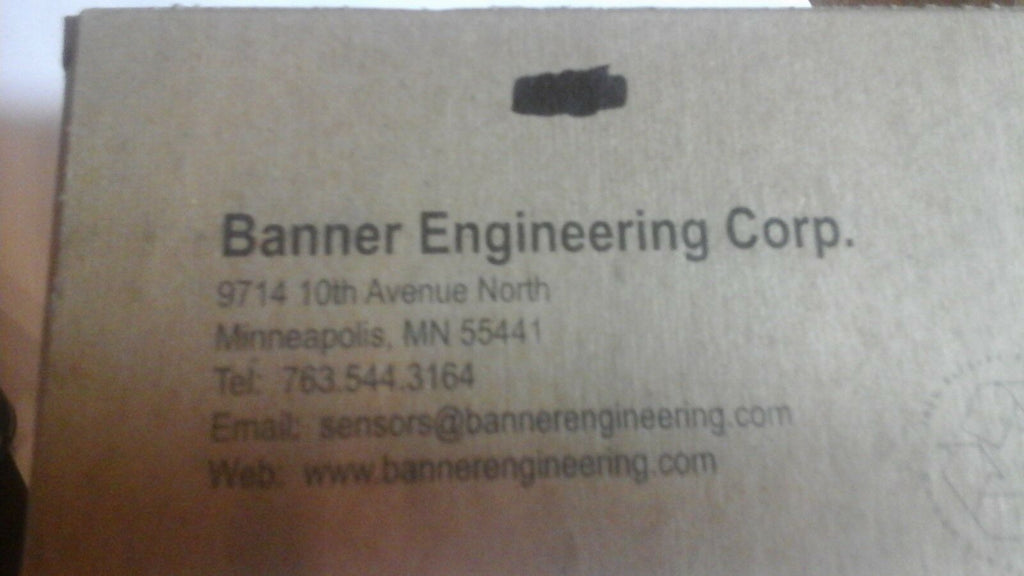 Banner Engineering Corp.
9714 10th Avenue North
Minneapolis, MN 55441
Tel: 763.544.3164
Email: sensors@bannerengineering.com
Web: www.bannerengineering.com